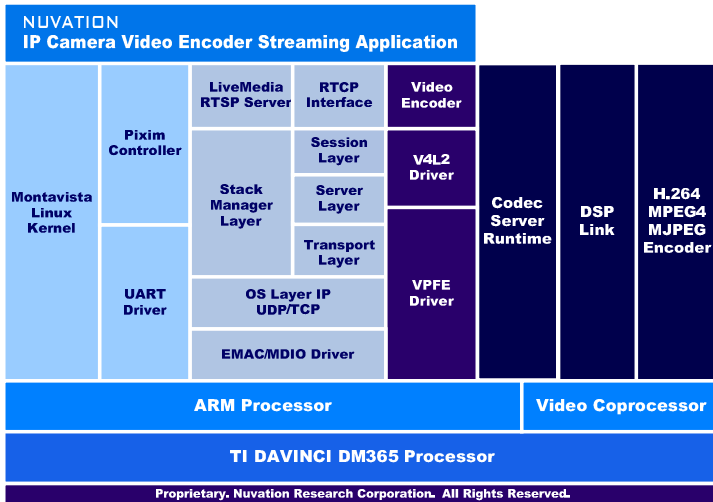 NUVATION
IP Camera Video Encoder Streaming Application
Montavista
Linux
Kernel
Pixim
Controller
UART
Driver
LiveMedia
RTSP Server
RTCP
Interface
Stack
Manager
Layer
Session
Layer
Server
Layer
Transport
Layer
OS Layer IP
UDP/TCP
EMAC/MDIO Driver
Video
Encoder
V4L2
Driver
VPFE
Driver
Codec
Server
Runtime
DSP
Link
H.264
MPEG4
MJPEG
Encoder
ARM Processor
Video Coprocessor
TI DAVINCI DM365 Processor
Proprietary. Nuvation Research Corporation. All Rights Reserved.